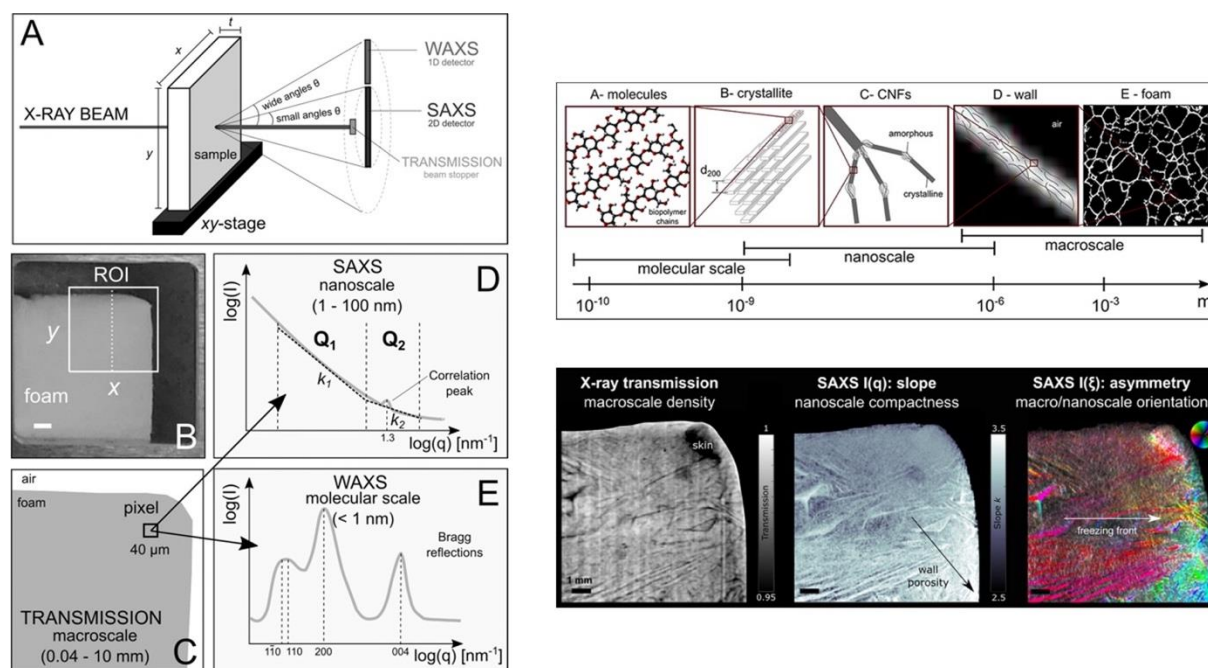 A
t
x
y
X-RAY BEAM
sample
xy-stage
wide angles θ
small angles θ
WAXS
1D detector
SAXS
2D detector
TRANSMISSION
beam stopper
ROI
y
x
foam
B
SAXS
nanoscale
(1 - 100 nm)
D
log(I)
Q1
Q2
k1
k2
Correlation
peak
1.3
log(q) [nm-1]
air
foam
pixel
40 µm
TRANSMISSION
macroscale
(0.04 - 10 mm)
C
WAXS
molecular scale
(< 1 nm)
E
log(I)
Bragg
reflections
110
110
200
004
log(q) [nm-1]
A- molecules
B- crystallite
C- CNFs
D - wall
E - foam
biopolymer
chains
d200
amorphous
crystalline
air
molecular scale
nanoscale
macroscale
10-10
10-9
10-6
10-3
m
X-ray transmission
macroscale density
skin
1
Transmission
0.95
1 mm
SAXS I(q): slope
nanoscale compactness
wall
porosity
3.5
Slope k
2.5
SAXS I(ξ): asymmetry
macro/nanoscale orientation
freezing front